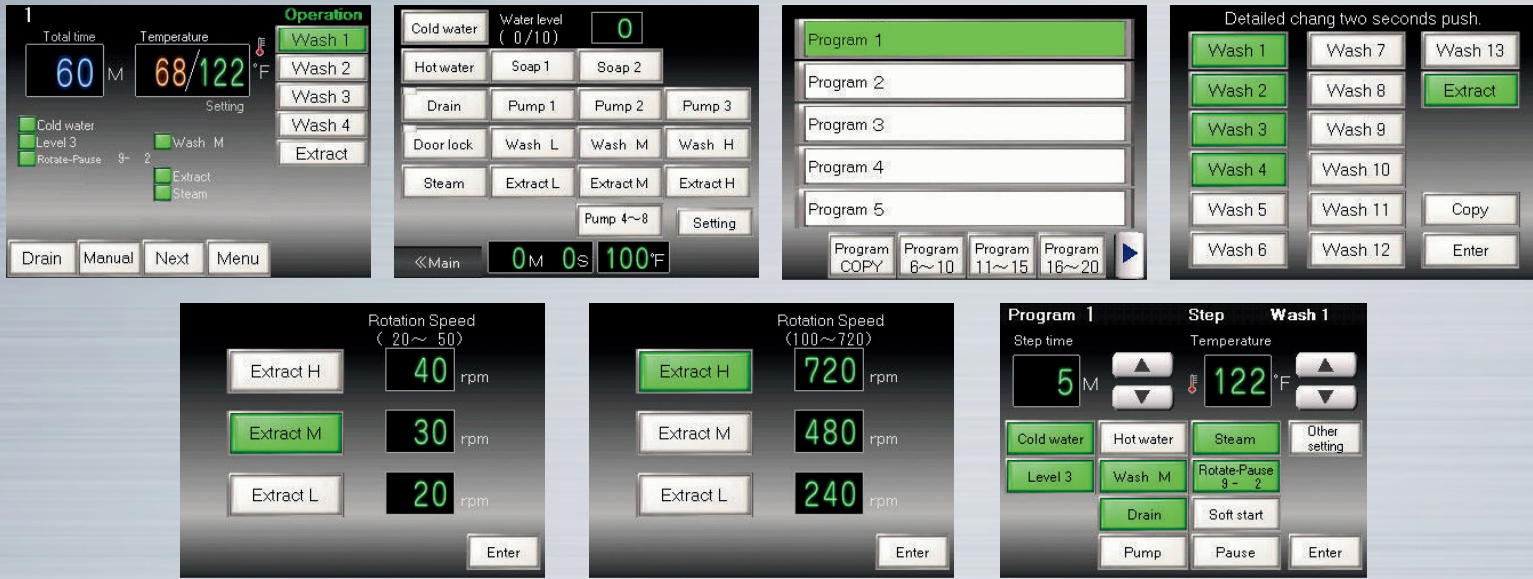 1
Operation
Total time
Temperature
60 M
68/122 °F
Setting
Wash 1
Wash 2
Wash 3
Wash 4
Extract
Cold water
Level 3
Wash M
Rotate-Pause 9- 2
Extract
Steam
Drain
Manual
Next
Menu
Cold water
Water level
( 0/10)
0
Hot water
Soap 1
Soap 2
Drain
Pump 1
Pump 2
Pump 3
Door lock
Wash L
Wash M
Wash H
Steam
Extract L
Extract M
Extract H
Pump 4~8
Setting
≪Main
0M 0S
100°F
Program 1
Program 2
Program 3
Program 4
Program 5
Program
COPY
Program
6~10
Program
11~15
Program
16~20
Detailed chang two seconds push.
Wash 1
Wash 7
Wash 13
Wash 2
Wash 8
Extract
Wash 3
Wash 9
Wash 4
Wash 10
Wash 5
Wash 11
Copy
Wash 6
Wash 12
Enter
Rotation Speed
( 20~ 50)
Extract H
40 rpm
Extract M
30 rpm
Extract L
20 rpm
Enter
Rotation Speed
(100~720)
Extract H
720 rpm
Extract M
480 rpm
Extract L
240 rpm
Enter
Program 1
Step
Wash 1
Step time
Temperature
5 M
122 °F
Cold water
Hot water
Steam
Other
setting
Level 3
Wash M
Rotate-Pause
9 - 2
Drain
Soft start
Pump
Pause
Enter